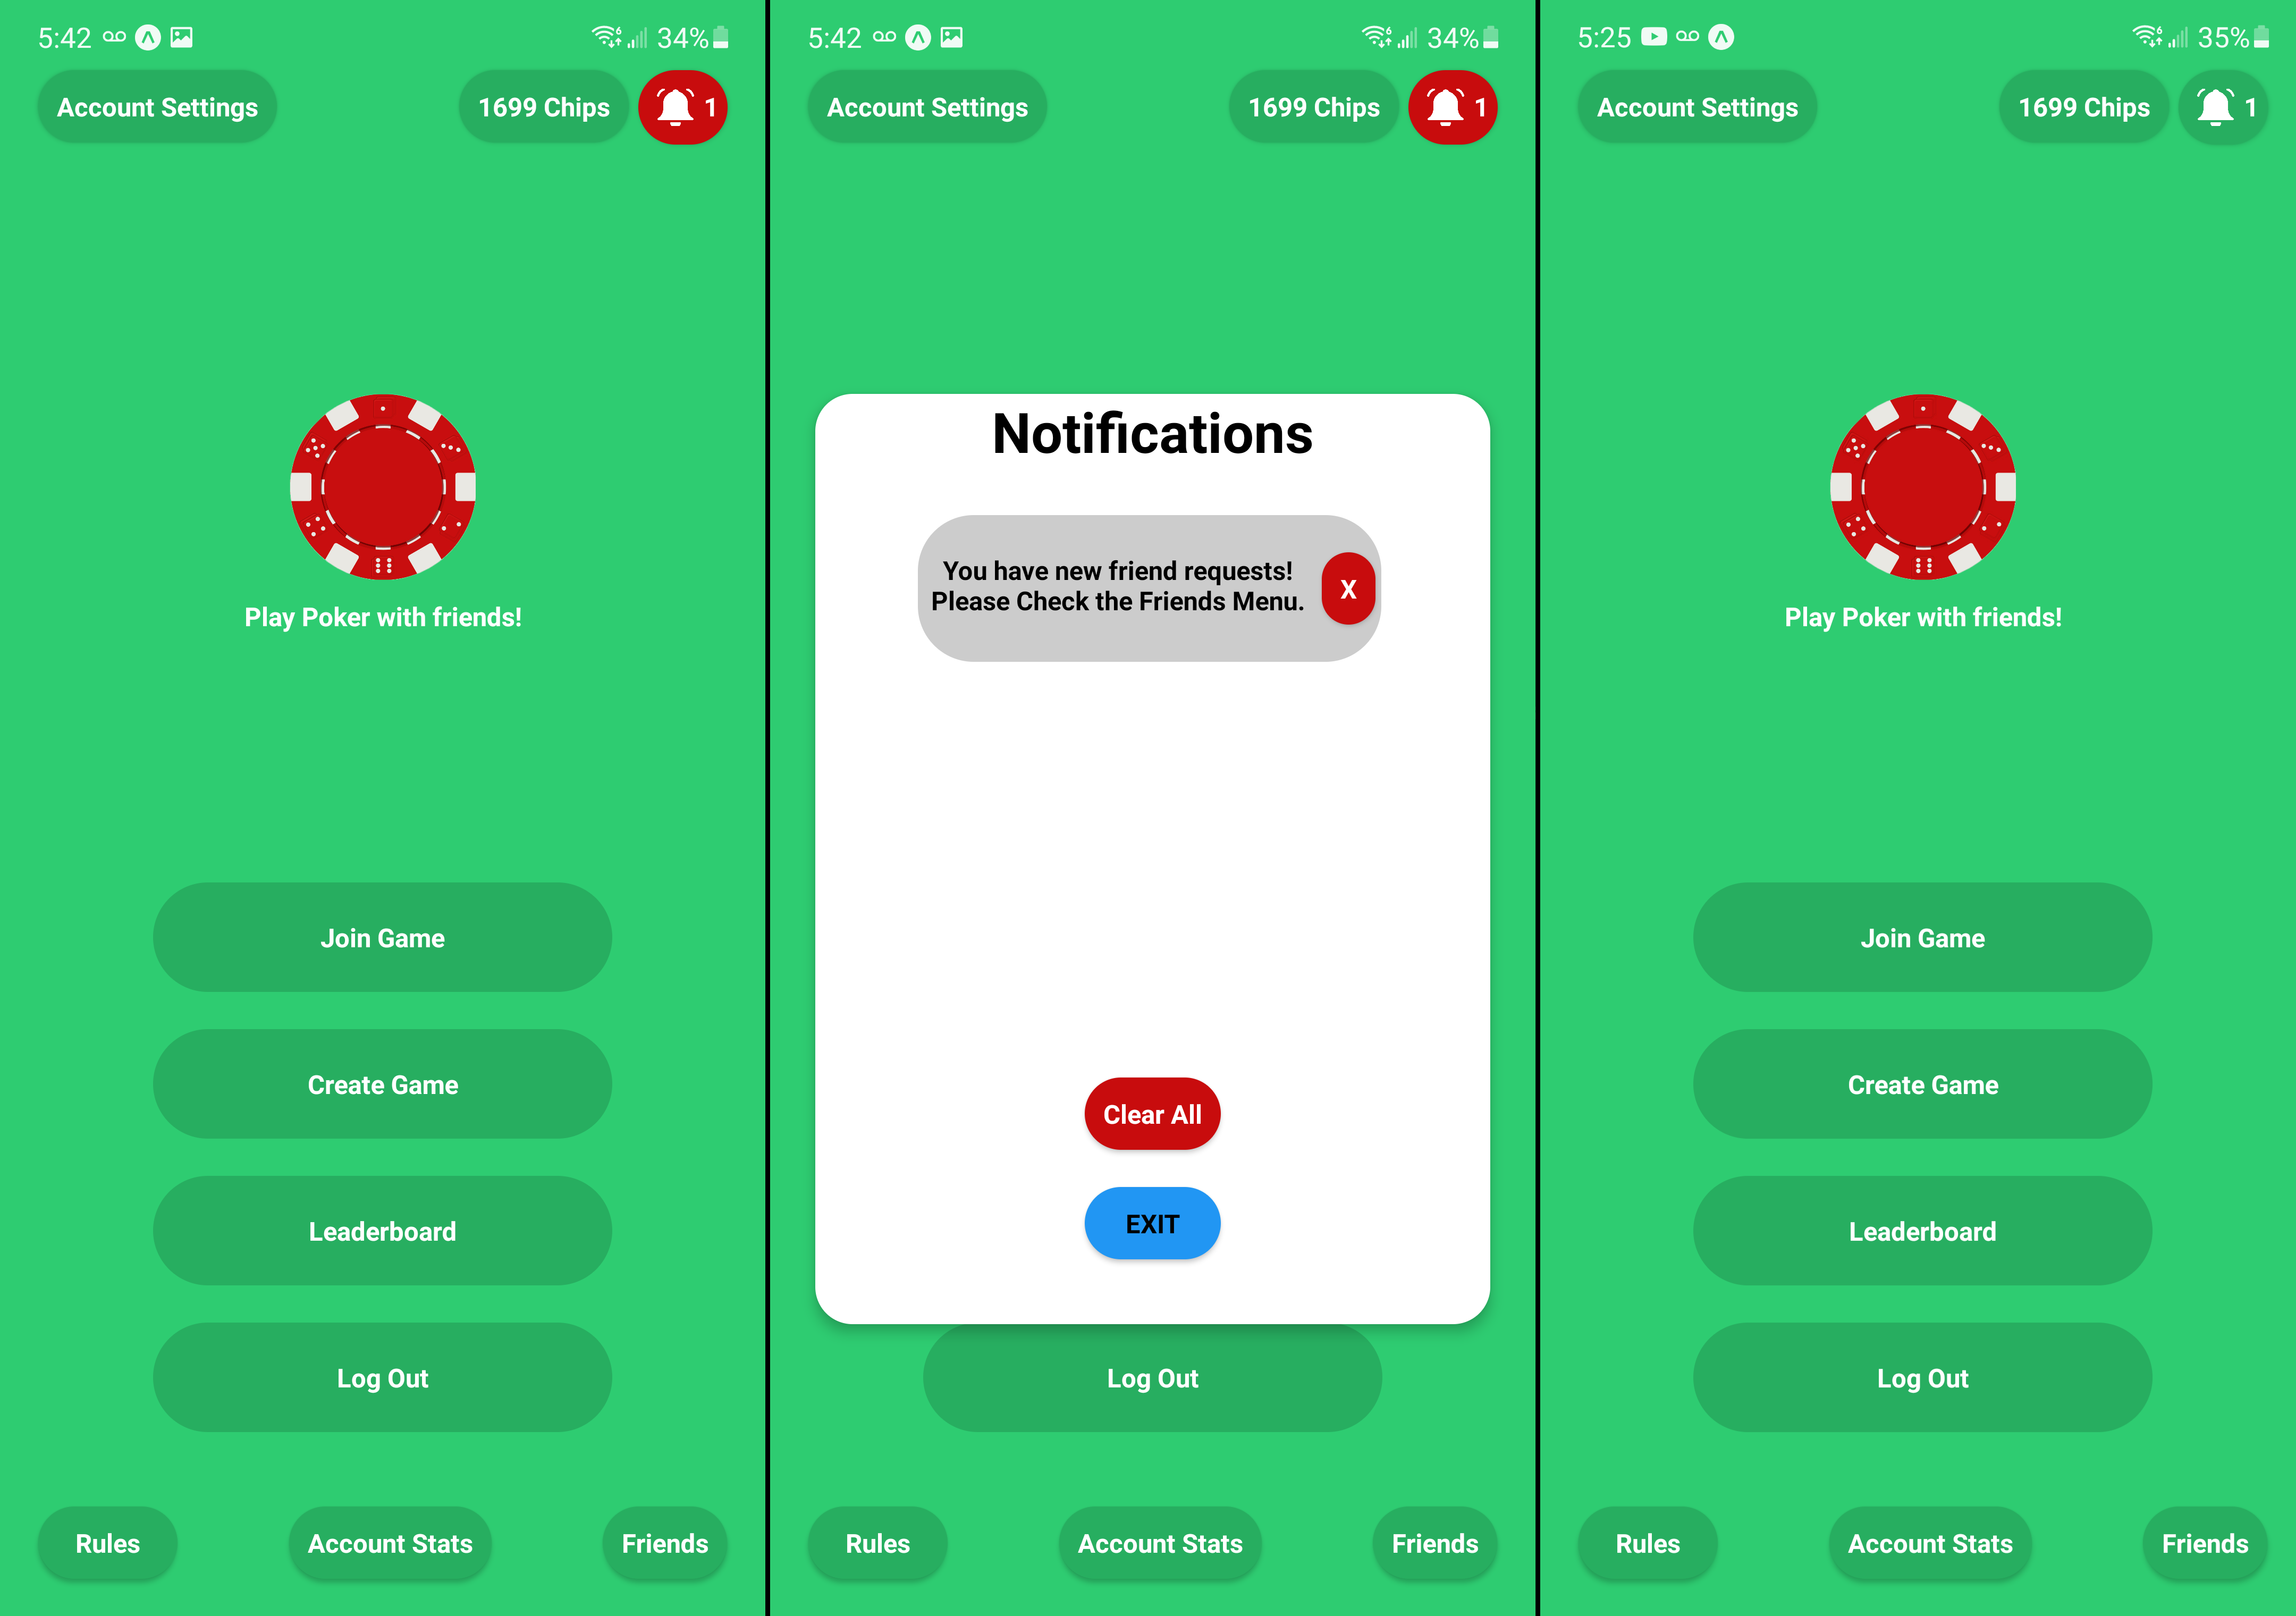 5:42
34%
Account Settings
1699 Chips
1
Play Poker with friends!
Join Game
Create Game
Leaderboard
Log Out
Rules
Account Stats
Friends
5:42
34%
Account Settings
1699 Chips
1
Notifications
You have new friend requests!
Please Check the Friends Menu.
X
Clear All
EXIT
Log Out
Rules
Account Stats
Friends
5:25
35%
Account Settings
1699 Chips
1
Play Poker with friends!
Join Game
Create Game
Leaderboard
Log Out
Rules
Account Stats
Friends